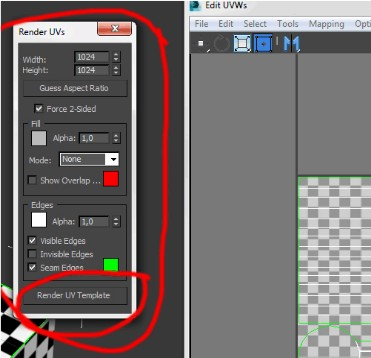 Render UVs
Width: 1024
Height: 1024
Guess Aspect Ratio
Force 2-Sided
Fill
Alpha: 1,0
Mode: None
Show Overlap ...
Edges
Alpha: 1,0
Visible Edges
Invisible Edges
Seam Edges
Render UV Template
Edit UVWs
File Edit Select Tools Mapping Opti